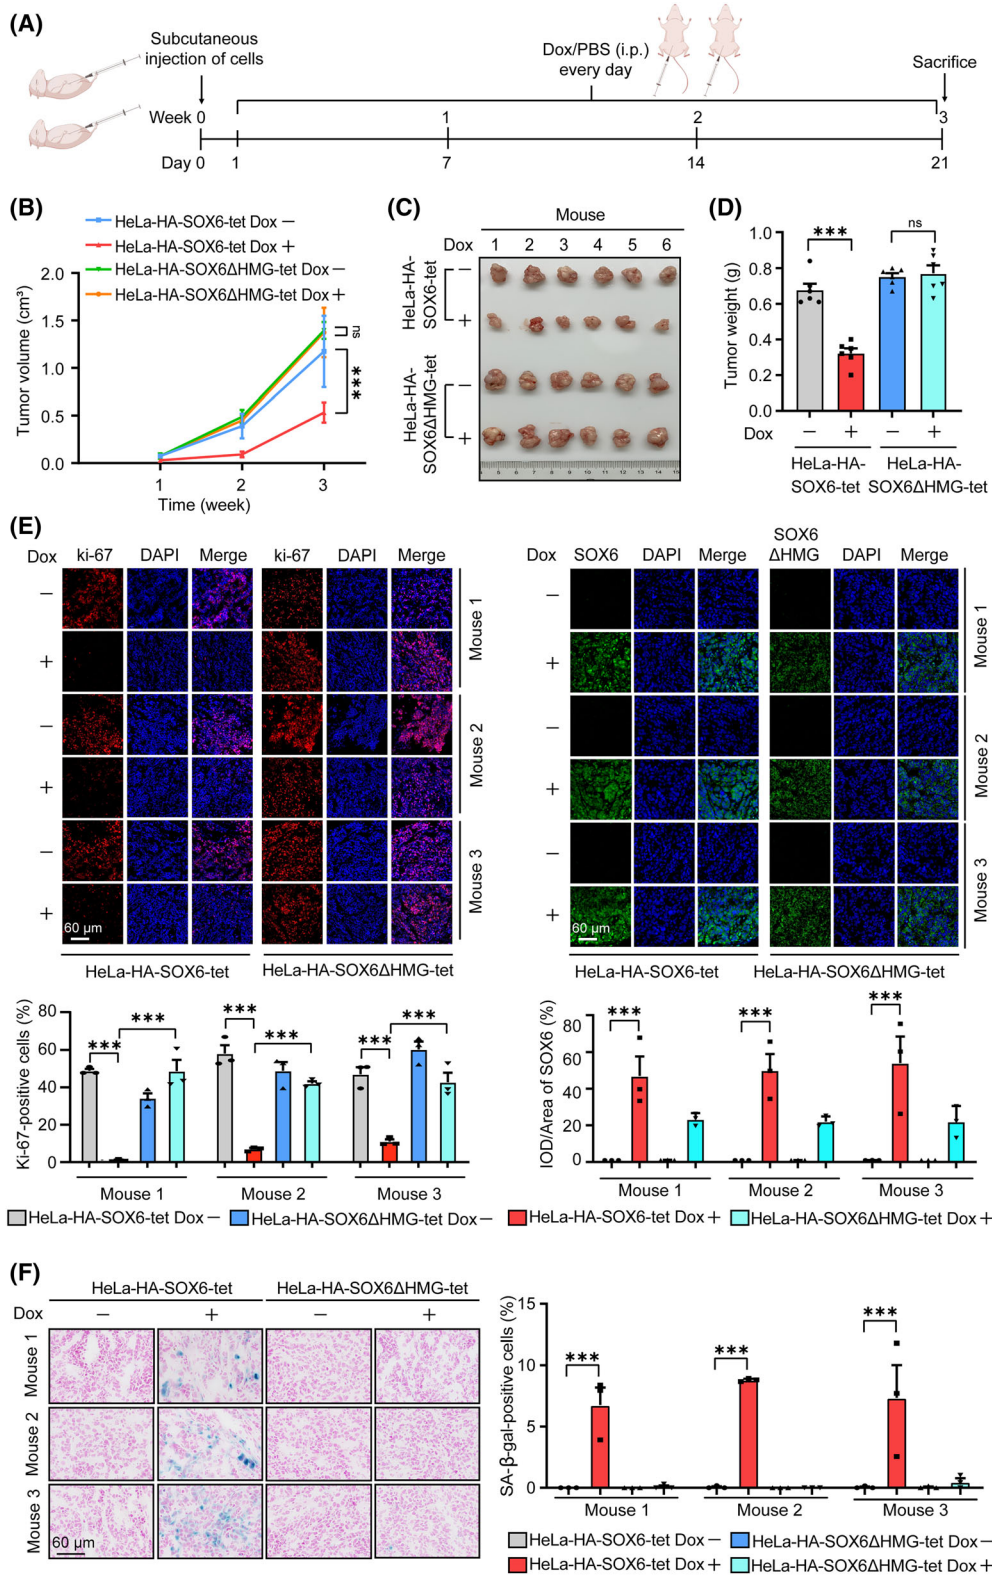 (A)
Subcutaneous
injection of cells
Dox/PBS (i.p.)
every day
Sacrifice
Week 0 1 2 3
Day 0 1 7 14 21
(B)
HeLa-HA-SOX6-tet Dox −
HeLa-HA-SOX6-tet Dox +
HeLa-HA-SOX6ΔHMG-tet Dox −
HeLa-HA-SOX6ΔHMG-tet Dox +
Tumor volume (cm³)
2.0
1.5
1.0
0.5
0.0
ns
***
1 2 3
Time (week)
(C)
Mouse
Dox 1 2 3 4 5 6
HeLa-HA-
SOX6-tet
−
+
HeLa-HA-
SOX6ΔHMG-tet
−
+
5 6 7 8 9 10 11 12 13 14 15
(D)
Tumor weight (g)
1.0
0.8
0.6
0.4
0.2
0.0
***
ns
Dox − + − +
HeLa-HA-
SOX6-tet
HeLa-HA-
SOX6ΔHMG-tet
(E)
Dox ki-67 DAPI Merge ki-67 DAPI Merge
−
+
Mouse 1
−
+
Mouse 2
−
+
Mouse 3
60 µm
HeLa-HA-SOX6-tet HeLa-HA-SOX6ΔHMG-tet
Dox SOX6 DAPI Merge SOX6
ΔHMG DAPI Merge
−
+
Mouse 1
−
+
Mouse 2
−
+
Mouse 3
60 µm
HeLa-HA-SOX6-tet HeLa-HA-SOX6ΔHMG-tet
Ki-67-positive cells (%)
80
60
40
20
0
*** *** *** *** *** ***
Mouse 1 Mouse 2 Mouse 3
IOD/Area of SOX6 (%)
80
60
40
20
0
*** *** ***
Mouse 1 Mouse 2 Mouse 3
HeLa-HA-SOX6-tet Dox − HeLa-HA-SOX6ΔHMG-tet Dox − HeLa-HA-SOX6-tet Dox + HeLa-HA-SOX6ΔHMG-tet Dox +
(F)
HeLa-HA-SOX6-tet HeLa-HA-SOX6ΔHMG-tet
Dox − + − +
Mouse 1
Mouse 2
Mouse 3
60 µm
SA-β-gal-positive cells (%)
15
10
5
0
*** *** ***
Mouse 1 Mouse 2 Mouse 3
HeLa-HA-SOX6-tet Dox − HeLa-HA-SOX6ΔHMG-tet Dox −
HeLa-HA-SOX6-tet Dox + HeLa-HA-SOX6ΔHMG-tet Dox +